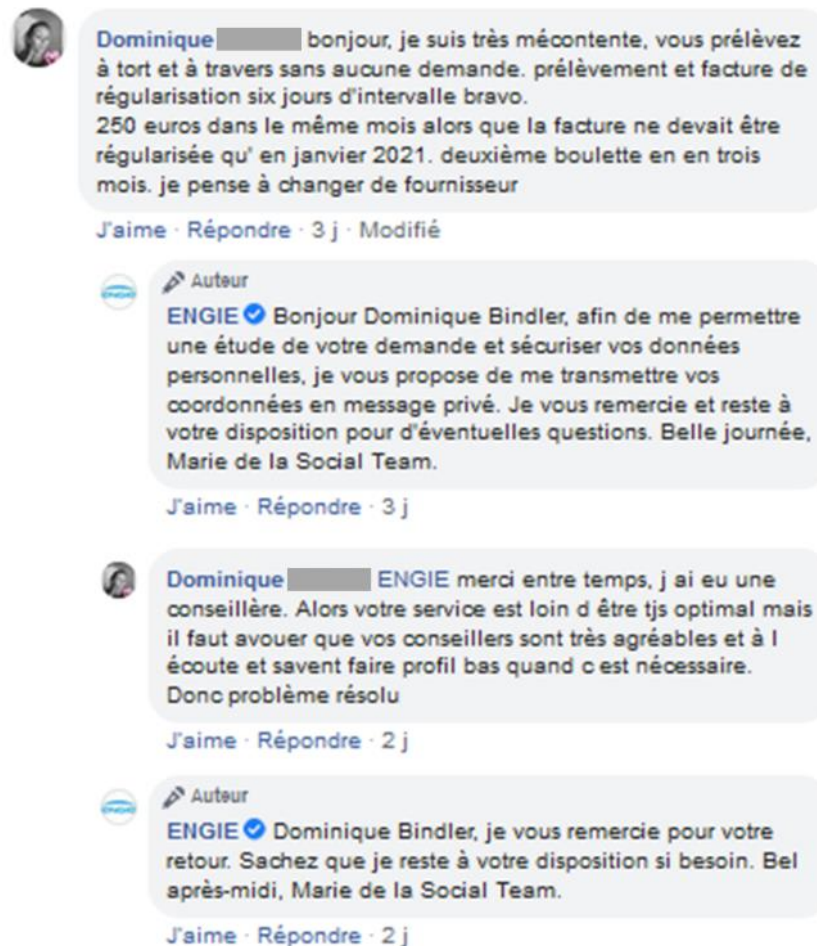 Dominique bonjour, je suis très mécontente, vous prélèvez
à tort et à travers sans aucune demande. prélèvement et facture de
régularisation six jours d'intervalle bravo.
250 euros dans le même mois alors que la facture ne devait être
régularisée qu' en janvier 2021. deuxième boulette en en trois
mois. je pense à changer de fournisseur
J'aime · Répondre · 3 j · Modifié
Auteur
ENGIE Bonjour Dominique Bindler, afin de me permettre
une étude de votre demande et sécuriser vos données
personnelles, je vous propose de me transmettre vos
coordonnées en message privé. Je vous remercie et reste à
votre disposition pour d'éventuelles questions. Belle journée,
Marie de la Social Team.
J'aime · Répondre · 3 j
Dominique ENGIE merci entre temps, j ai eu une
conseillère. Alors votre service est loin d être tjs optimal mais
il faut avouer que vos conseillers sont très agréables et à l
écoute et savent faire profil bas quand c est nécessaire.
Donc problème résolu
J'aime · Répondre · 2 j
Auteur
ENGIE Dominique Bindler, je vous remercie pour votre
retour. Sachez que je reste à votre disposition si besoin. Bel
après-midi, Marie de la Social Team.
J'aime · Répondre · 2 j